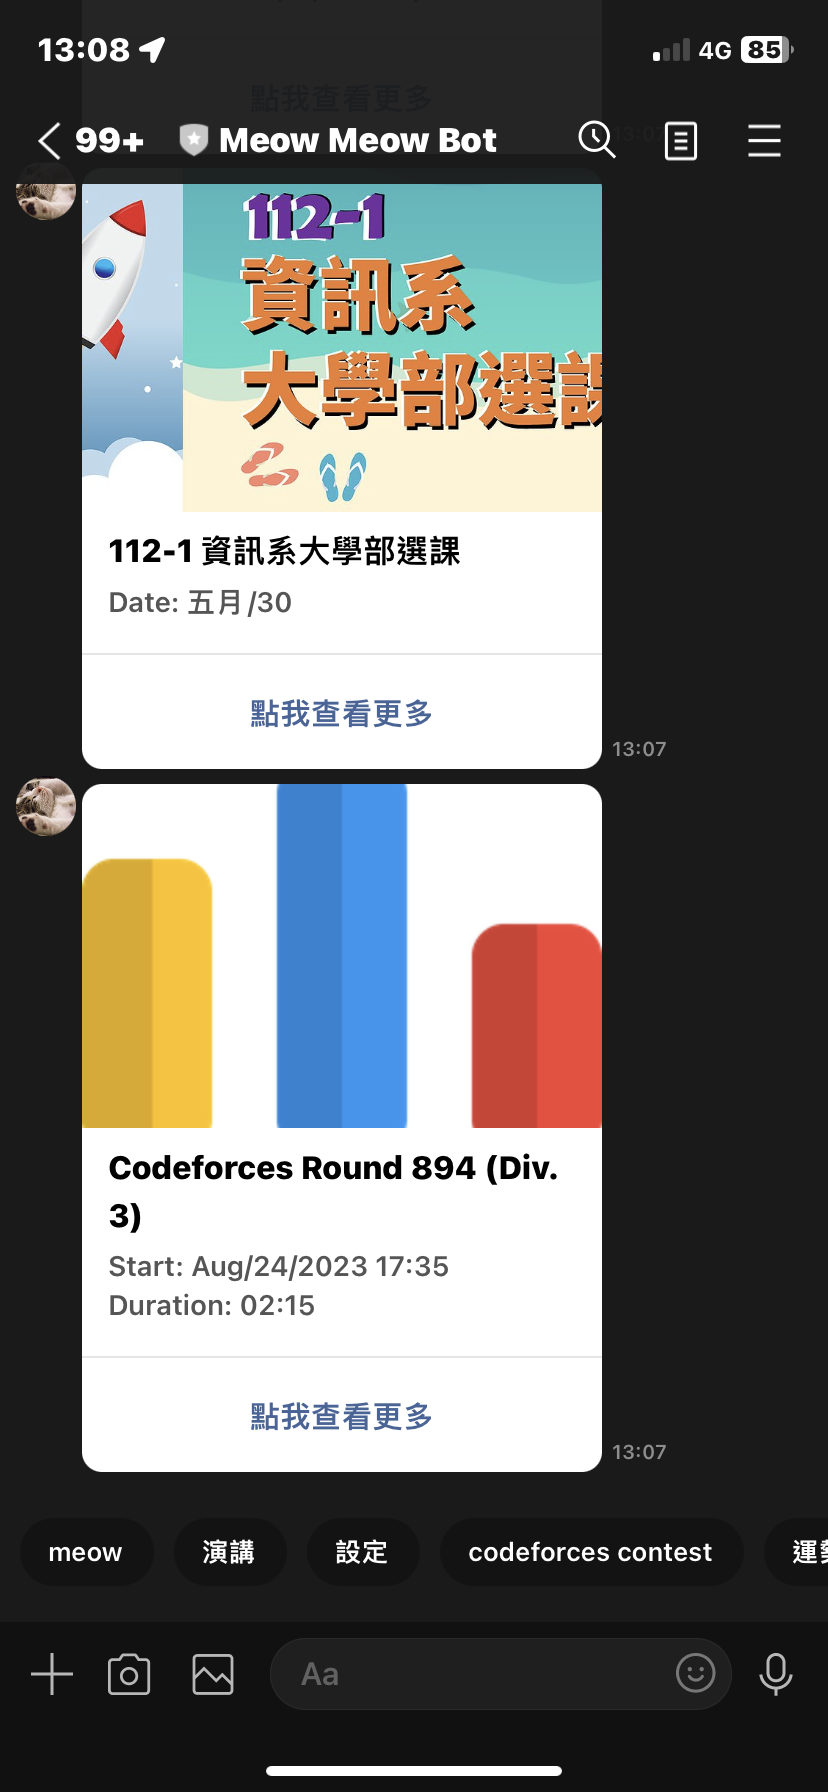 13:08
4G 85
點我查看更多
99+ Meow Meow Bot
112-1
資訊系
大學部選課
112-1 資訊系大學部選課
Date: 五月/30
點我查看更多
13:07
Codeforces Round 894 (Div.
3)
Start: Aug/24/2023 17:35
Duration: 02:15
點我查看更多
13:07
meow 演講 設定 codeforces contest 運
Aa